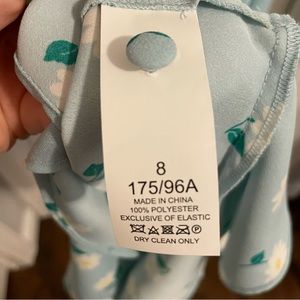 8
175/96A
MADE IN CHINA
100% POLYESTER
EXCLUSIVE OF ELASTIC
DRY CLEAN ONLY